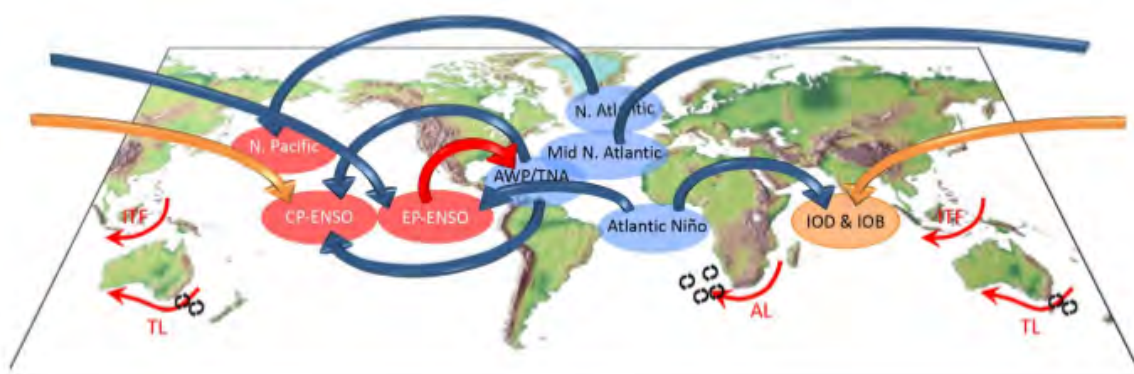 N. Atlantic
N. Pacific
Mid N. Atlantic
AWP/TNA
ITF
CP-ENSO
EP-ENSO
Atlantic Niño
IOD & IOB
ITF
TL
AL
TL